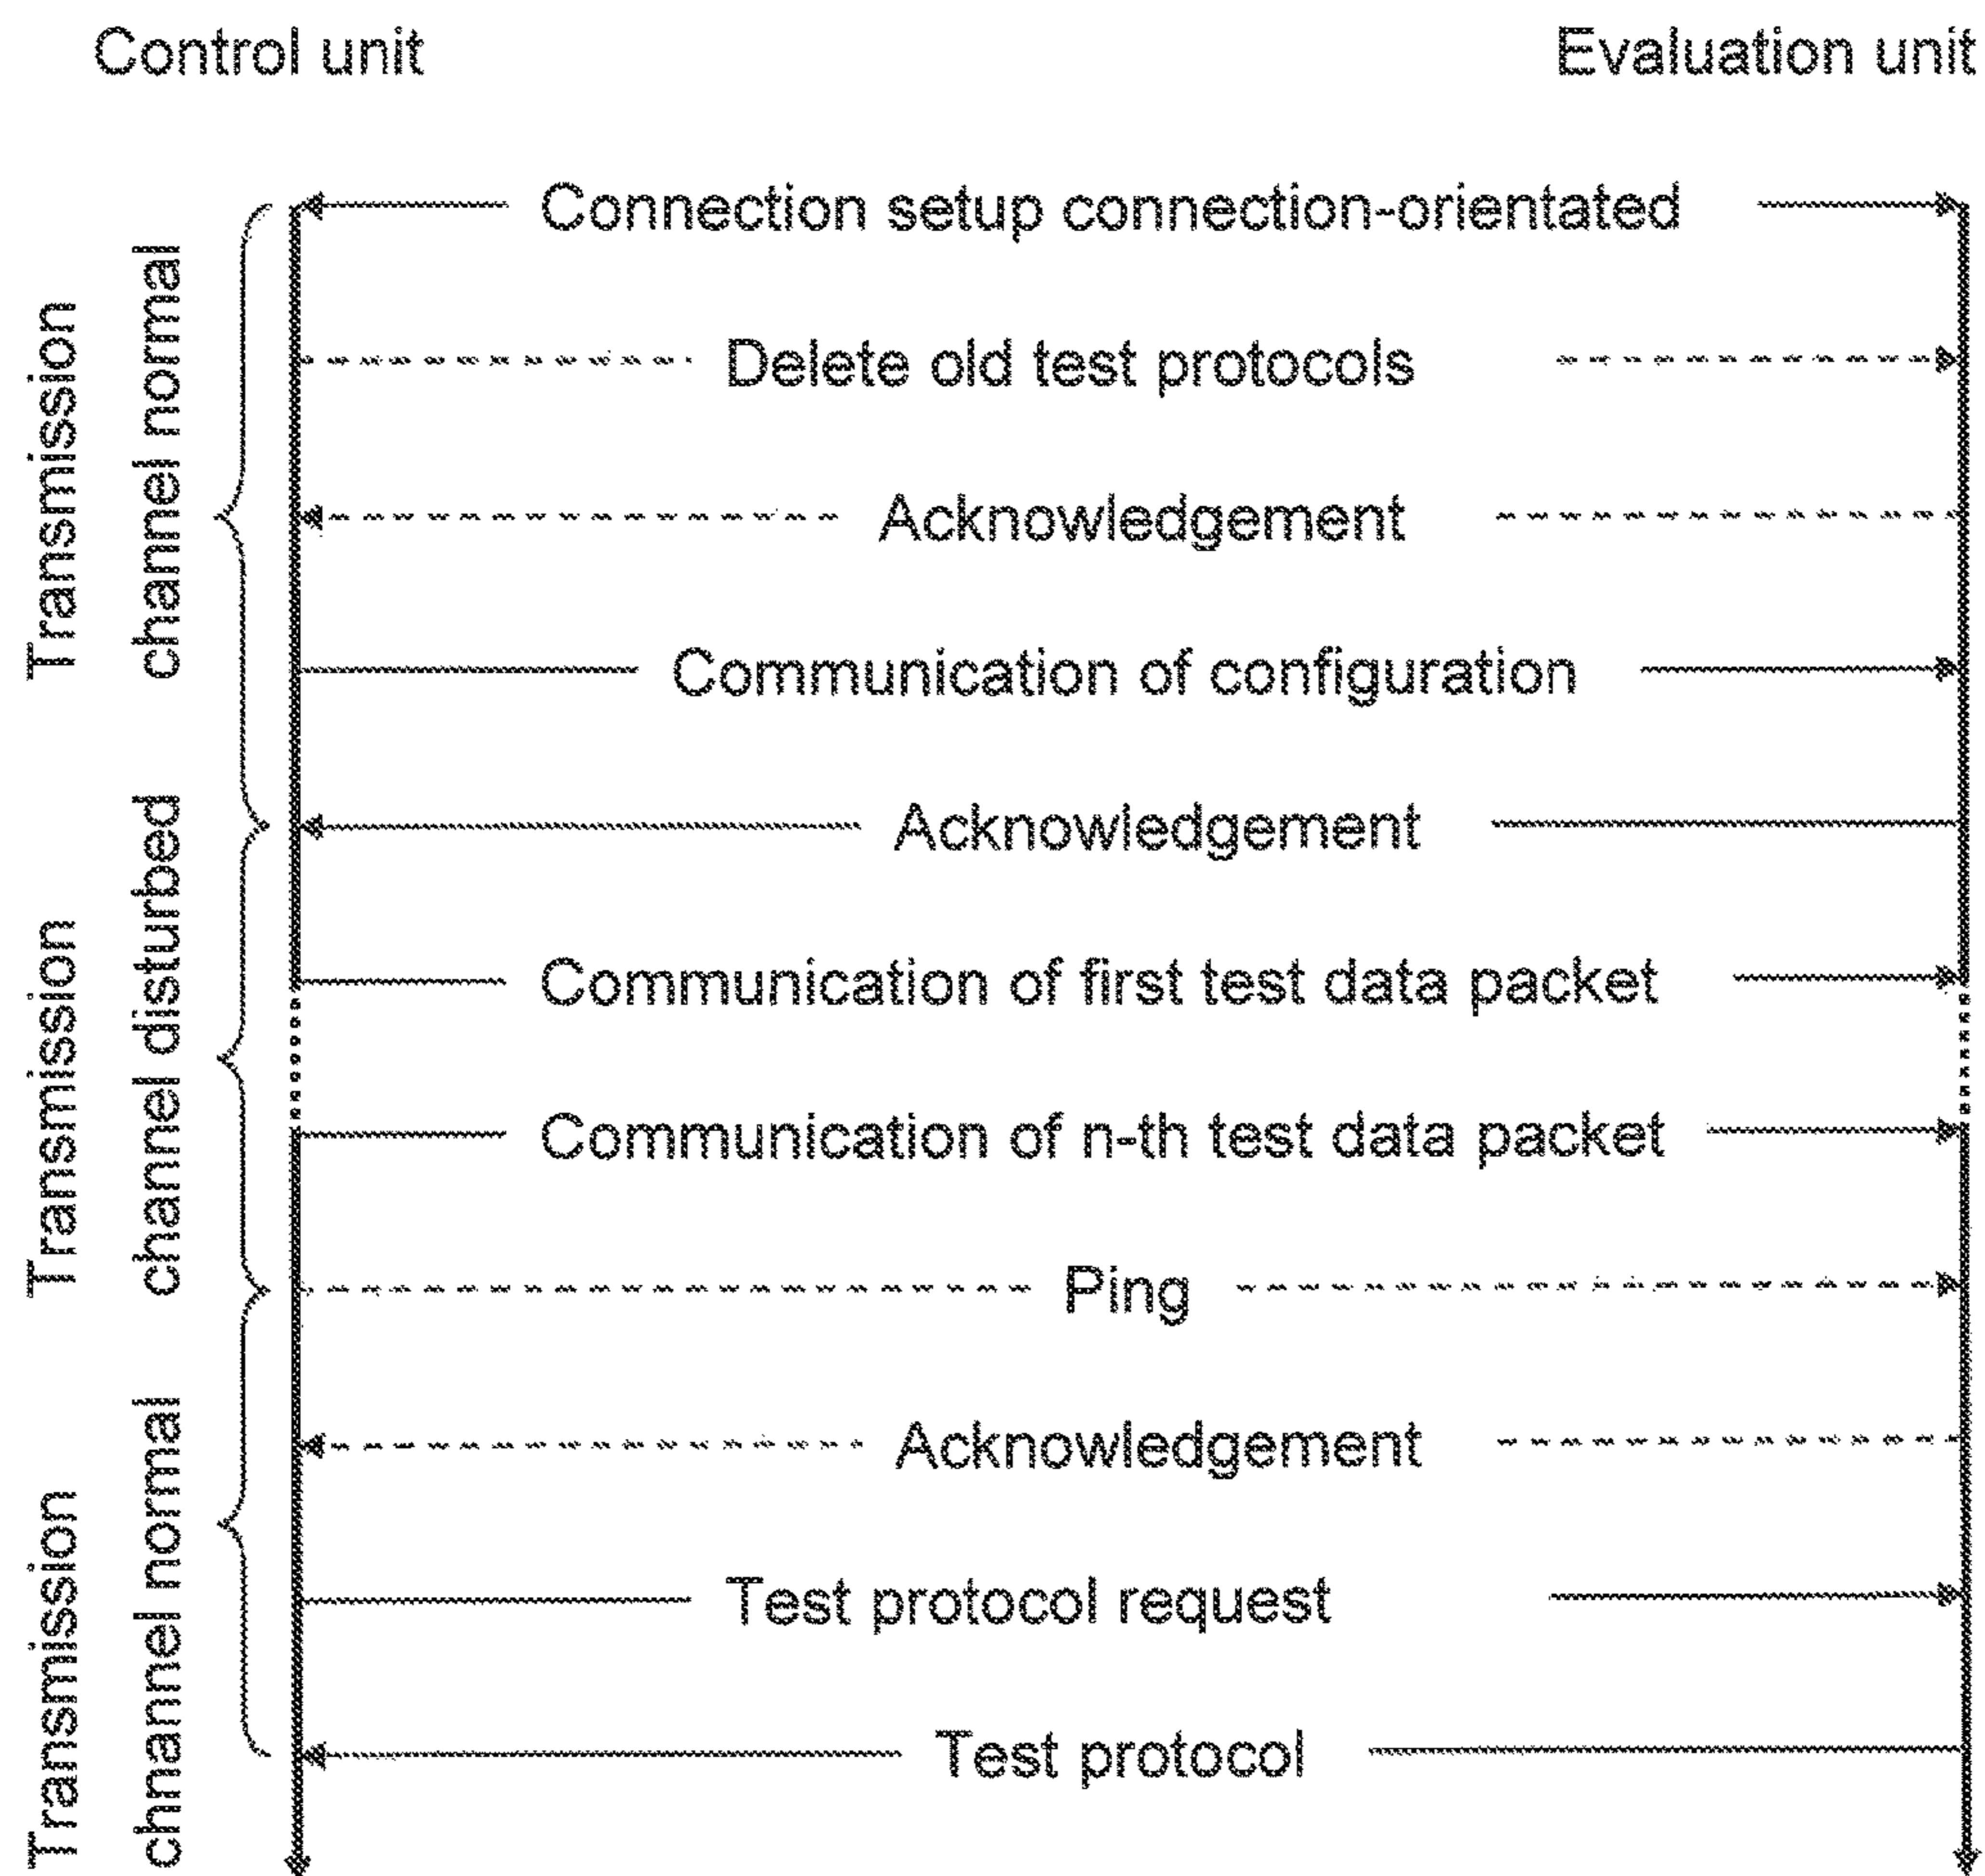 Control unit
Evaluation unit
Connection setup connection-orientated
Delete old test protocols
Acknowledgement
Communication of configuration
Acknowledgement
Communication of first test data packet
Communication of n-th test data packet
Ping
Acknowledgement
Test protocol request
Test protocol
Transmission
channel normal
Transmission
channel disturbed
Transmission
channel normal